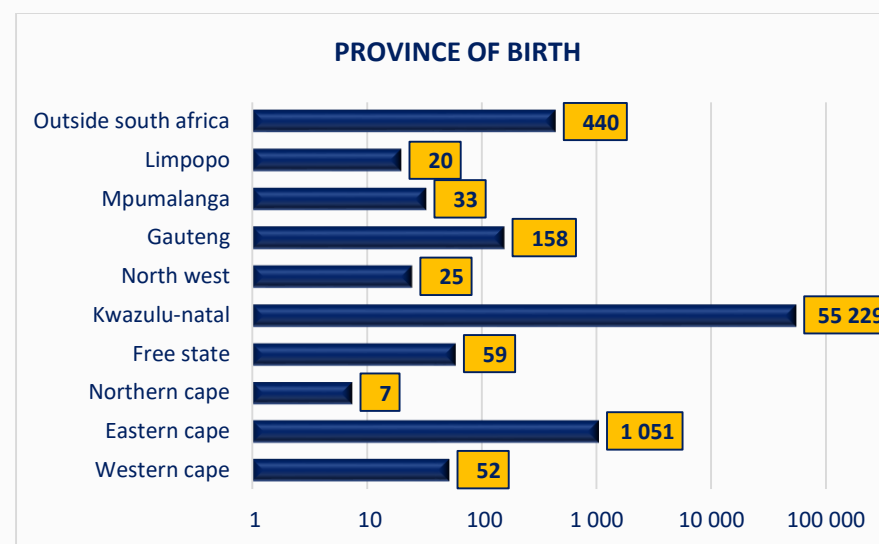 PROVINCE OF BIRTH
Outside south africa 440
Limpopo 20
Mpumalanga 33
Gauteng 158
North west 25
Kwazulu-natal 55 229
Free state 59
Northern cape 7
Eastern cape 1 051
Western cape 52
1 10 100 1 000 10 000 100 000